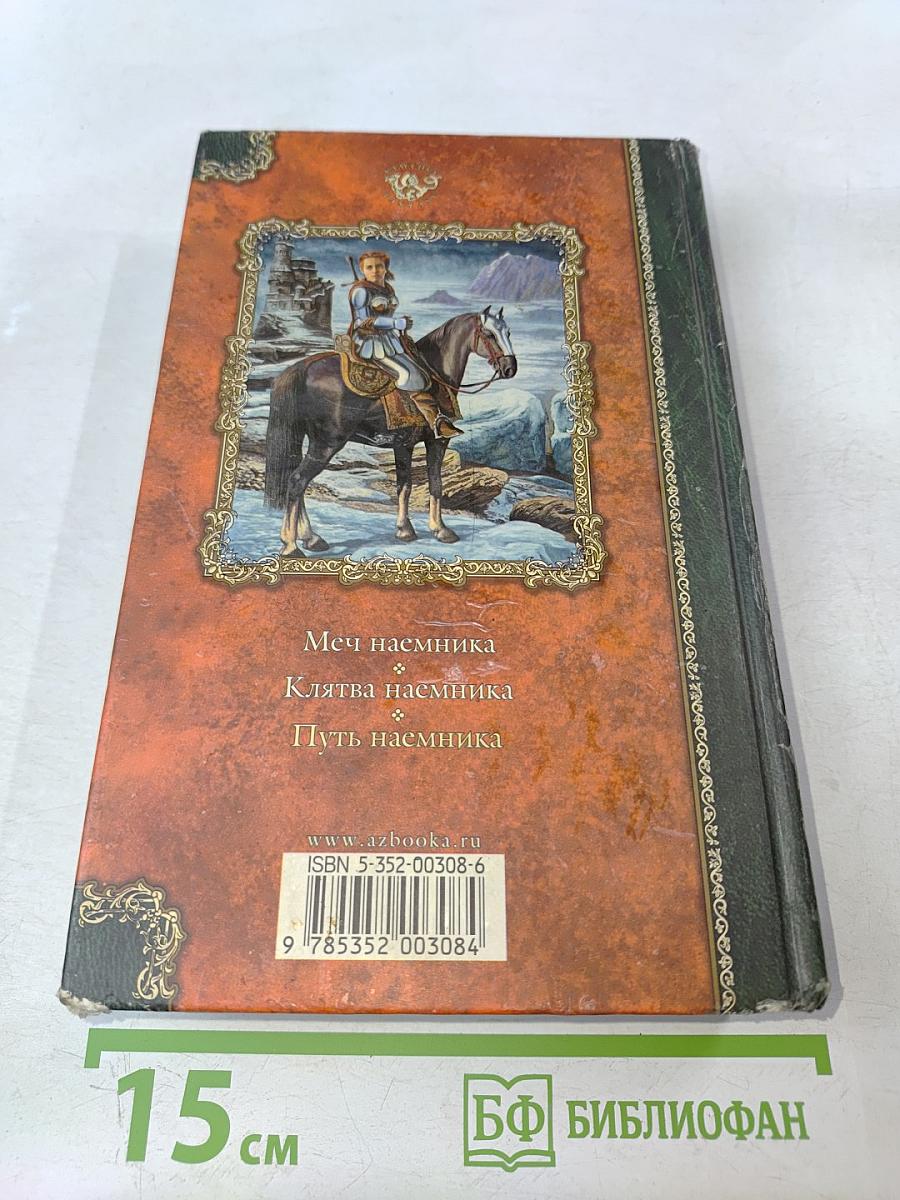 Меч наемника
Клятва наемника
Путь наемника
www.azbooka.ru
ISBN 5-352-00308-6
9 785352 003084
15 см
БФ БИБЛИОФАН